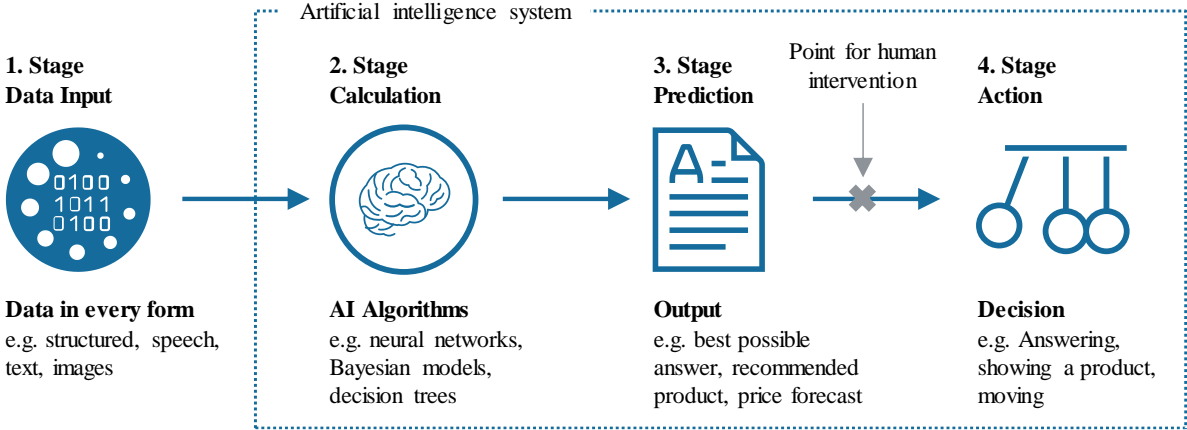 Artificial intelligence system
1. Stage
Data Input
0100
1011
0100
Data in every form
e.g. structured, speech,
text, images
2. Stage
Calculation
AI Algorithms
e.g. neural networks,
Bayesian models,
decision trees
3. Stage
Prediction
A-
Output
e.g. best possible
answer, recommended
product, price forecast
Point for human
intervention
4. Stage
Action
Decision
e.g. Answering,
showing a product,
moving